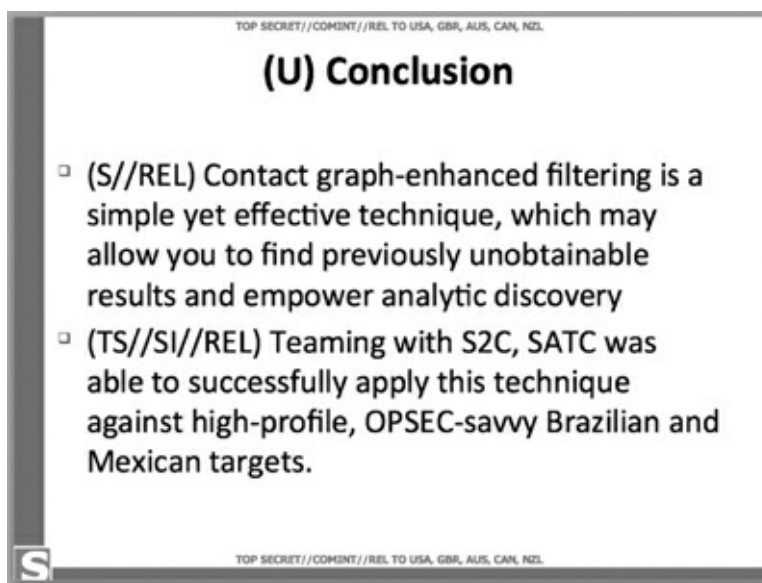 TOP SECRET//COMINT//REL TO USA, GBR, AUS, CAN, NZL
(U) Conclusion
(S//REL) Contact graph-enhanced filtering is a
simple yet effective technique, which may
allow you to find previously unobtainable
results and empower analytic discovery
(TS//SI//REL) Teaming with S2C, SATC was
able to successfully apply this technique
against high-profile, OPSEC-savvy Brazilian and
Mexican targets.
S
TOP SECRET//COMINT//REL TO USA, GBR, AUS, CAN, NZL